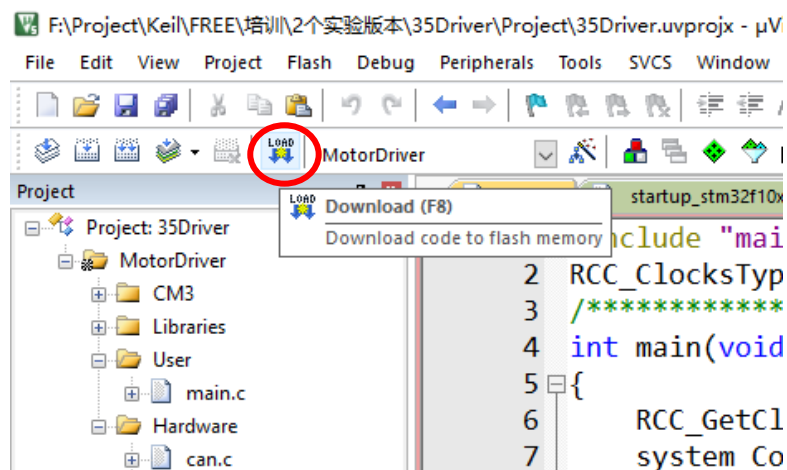 F:\Project\Keil\FREE\培训\2个实验版本\35Driver\Project\35Driver.uvprojx - μV
File Edit View Project Flash Debug Peripherals Tools SVCS Window
LOAD MotorDriver
Project
startup_stm32f10x
LOAD Download (F8)
Download code to flash memory
Project: 35Driver
MotorDriver
CM3
Libraries
User
main.c
Hardware
can.c
nclude "mai
2 RCC_ClocksTyp
3 /*************
4 int main(void
5 {
6 RCC_GetCl
7 system Co